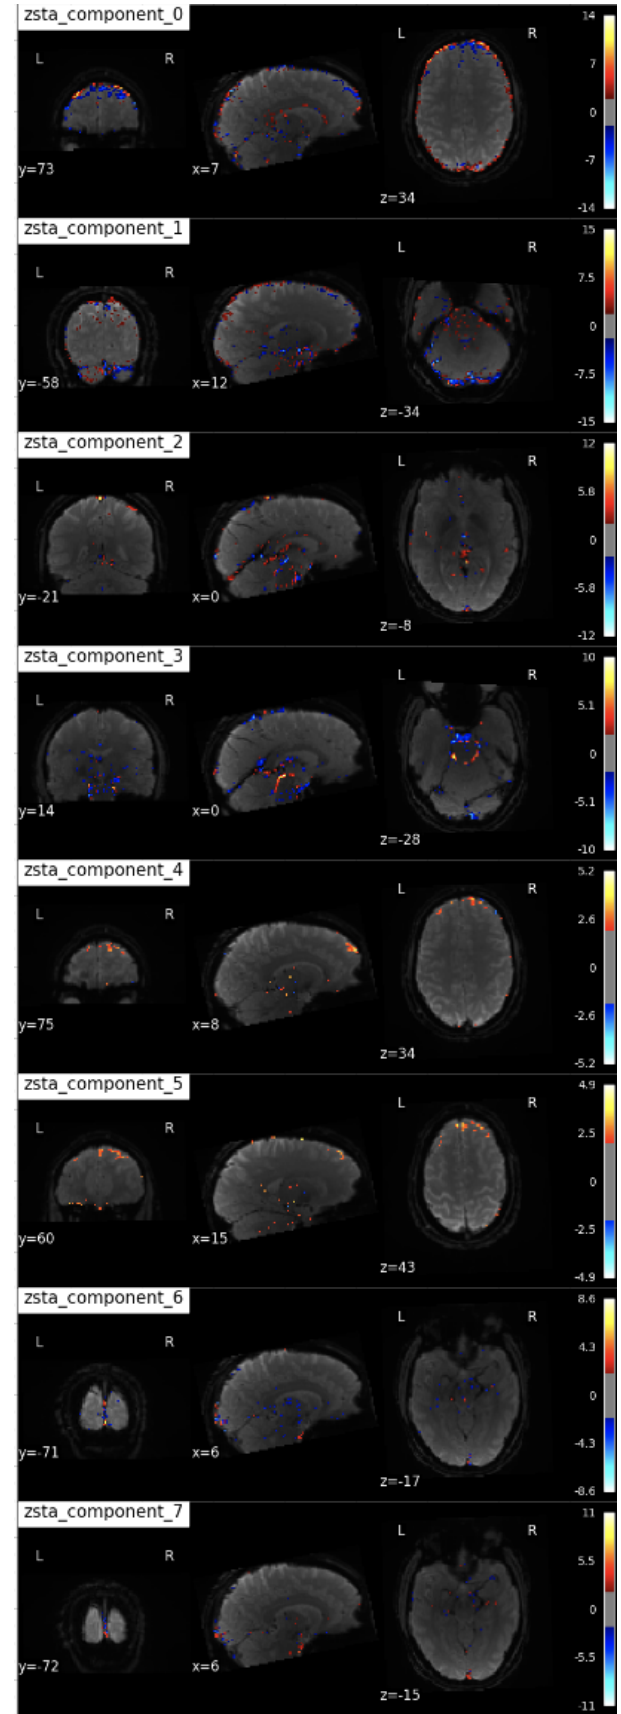 zsta_component_0
L R L R
14
7
0
-7
-14
y=73 x=7 z=34
zsta_component_1
L R L R
15
7.5
0
-7.5
-15
y=-58 x=12 z=-34
zsta_component_2
L R L R
12
5.8
0
-5.8
-12
y=-21 x=0 z=-8
zsta_component_3
L R L R
10
5.1
0
-5.1
-10
y=14 x=0 z=-28
zsta_component_4
L R L R
5.2
2.6
0
-2.6
-5.2
y=75 x=8 z=34
zsta_component_5
L R L R
4.9
2.5
0
-2.5
-4.9
y=60 x=15 z=43
zsta_component_6
L R L R
8.6
4.3
0
-4.3
-8.6
y=-71 x=6 z=-17
zsta_component_7
L R L R
11
5.5
0
-5.5
-11
y=-72 x=6 z=-15